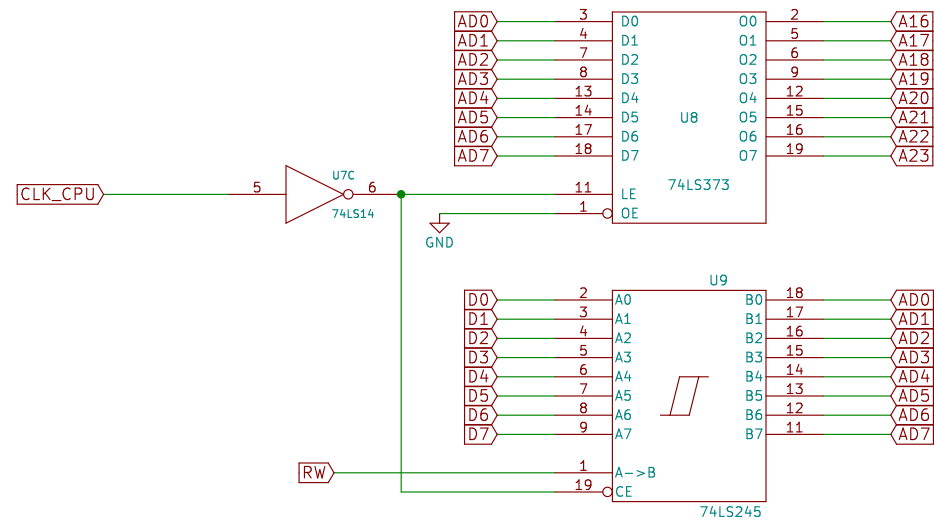 AD0 3 D0 O0 2 A16
AD1 4 D1 O1 5 A17
AD2 7 D2 O2 6 A18
AD3 8 D3 O3 9 A19
AD4 13 D4 O4 12 A20
AD5 14 D5 U8 O5 15 A21
AD6 17 D6 O6 16 A22
AD7 18 D7 O7 19 A23
U7C 74LS373
CLK_CPU 5 6 11 LE
74LS14 1 OE
GND
U9
D0 2 A0 B0 18 AD0
D1 3 A1 B1 17 AD1
D2 4 A2 B2 16 AD2
D3 5 A3 B3 15 AD3
D4 6 A4 B4 14 AD4
D5 7 A5 B5 13 AD5
D6 8 A6 B6 12 AD6
D7 9 A7 B7 11 AD7
RW 1 A->B
19 CE
74LS245